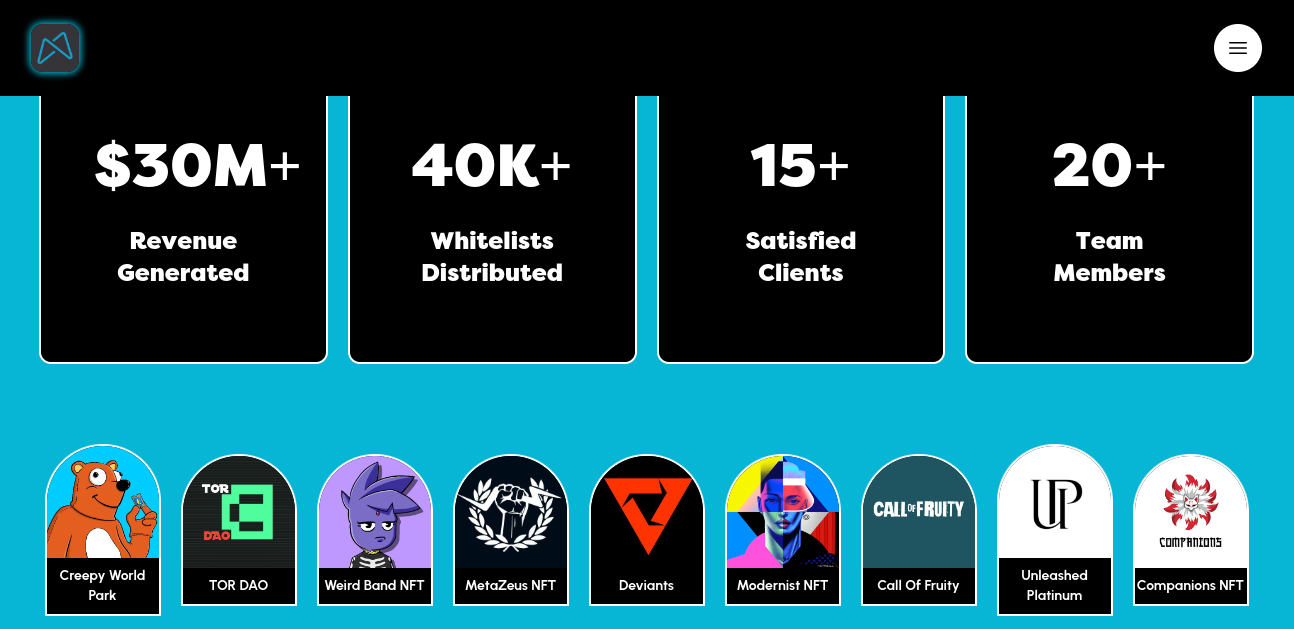 $30M+
Revenue
Generated
40K+
Whitelists
Distributed
15+
Satisfied
Clients
20+
Team
Members
Creepy World
Park
TOR
DAO
TOR DAO
Weird Band NFT
MetaZeus NFT
Deviants
Modernist NFT
CALL OF FRUITY
Call Of Fruity
UP
Unleashed
Platinum
COMPANIONS
Companions NFT